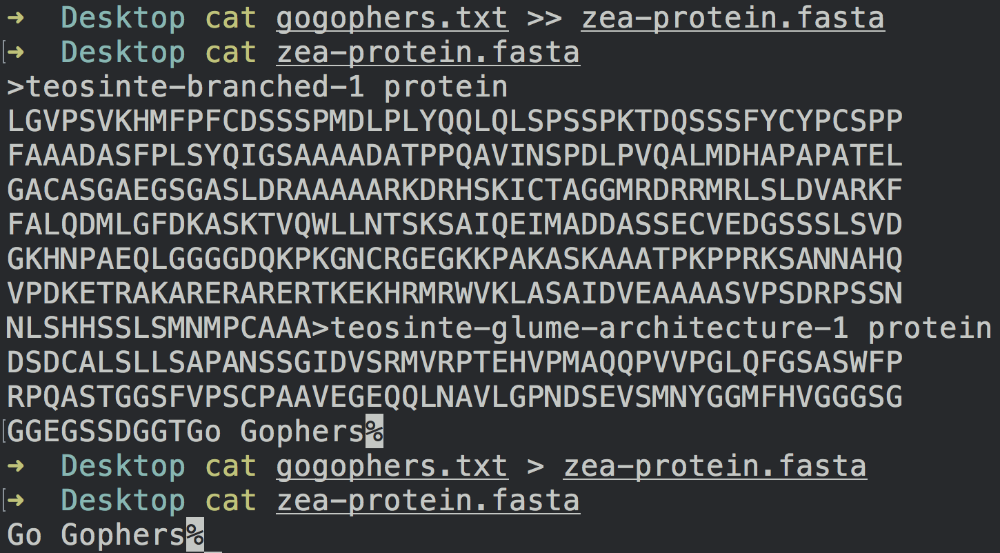 ➜ Desktop cat gogophers.txt >> zea-protein.fasta
➜ Desktop cat zea-protein.fasta
>teosinte-branched-1 protein
LGVPSVKHMFPFCDSSSPMDLPLYQQLQLSPSSPKTDQSSSFYCYPCSPP
FAAADASFPLSYQIGSAAAADATPPQAVINSPDLPVQALMDHAPAPATEL
GACASGAEGSGASLDRAAAAARKDRHSKICTAGGMRDRRMRLSLDVARKF
FALQDMLGFDKASKTVQWLLNTSKSAIQEIMADDASSECVEDGSSSLSVD
GKHNPAEQLGGGGDQKPKGNCRGEGKKPAKASKAAATPKPPRKSANNAHQ
VPDKETRAKARERARERTKEKHRMRWVKLASAIDVEAAAASVPSDRPSSN
NLSHHSSLSMNMPCAAA>teosinte-glume-architecture-1 protein
DSDCALSLLSAPANSSGIDVSRMVRPTEHVPMAQQPVVPGLQFGSASWFP
RPQASTGGSFVPSCPAAVEGEQQLNAVLGPNDSEVSMNYGGMFHVGGGSG
GGEGSSDGGTGo Gophers%
➜ Desktop cat gogophers.txt > zea-protein.fasta
➜ Desktop cat zea-protein.fasta
Go Gophers%